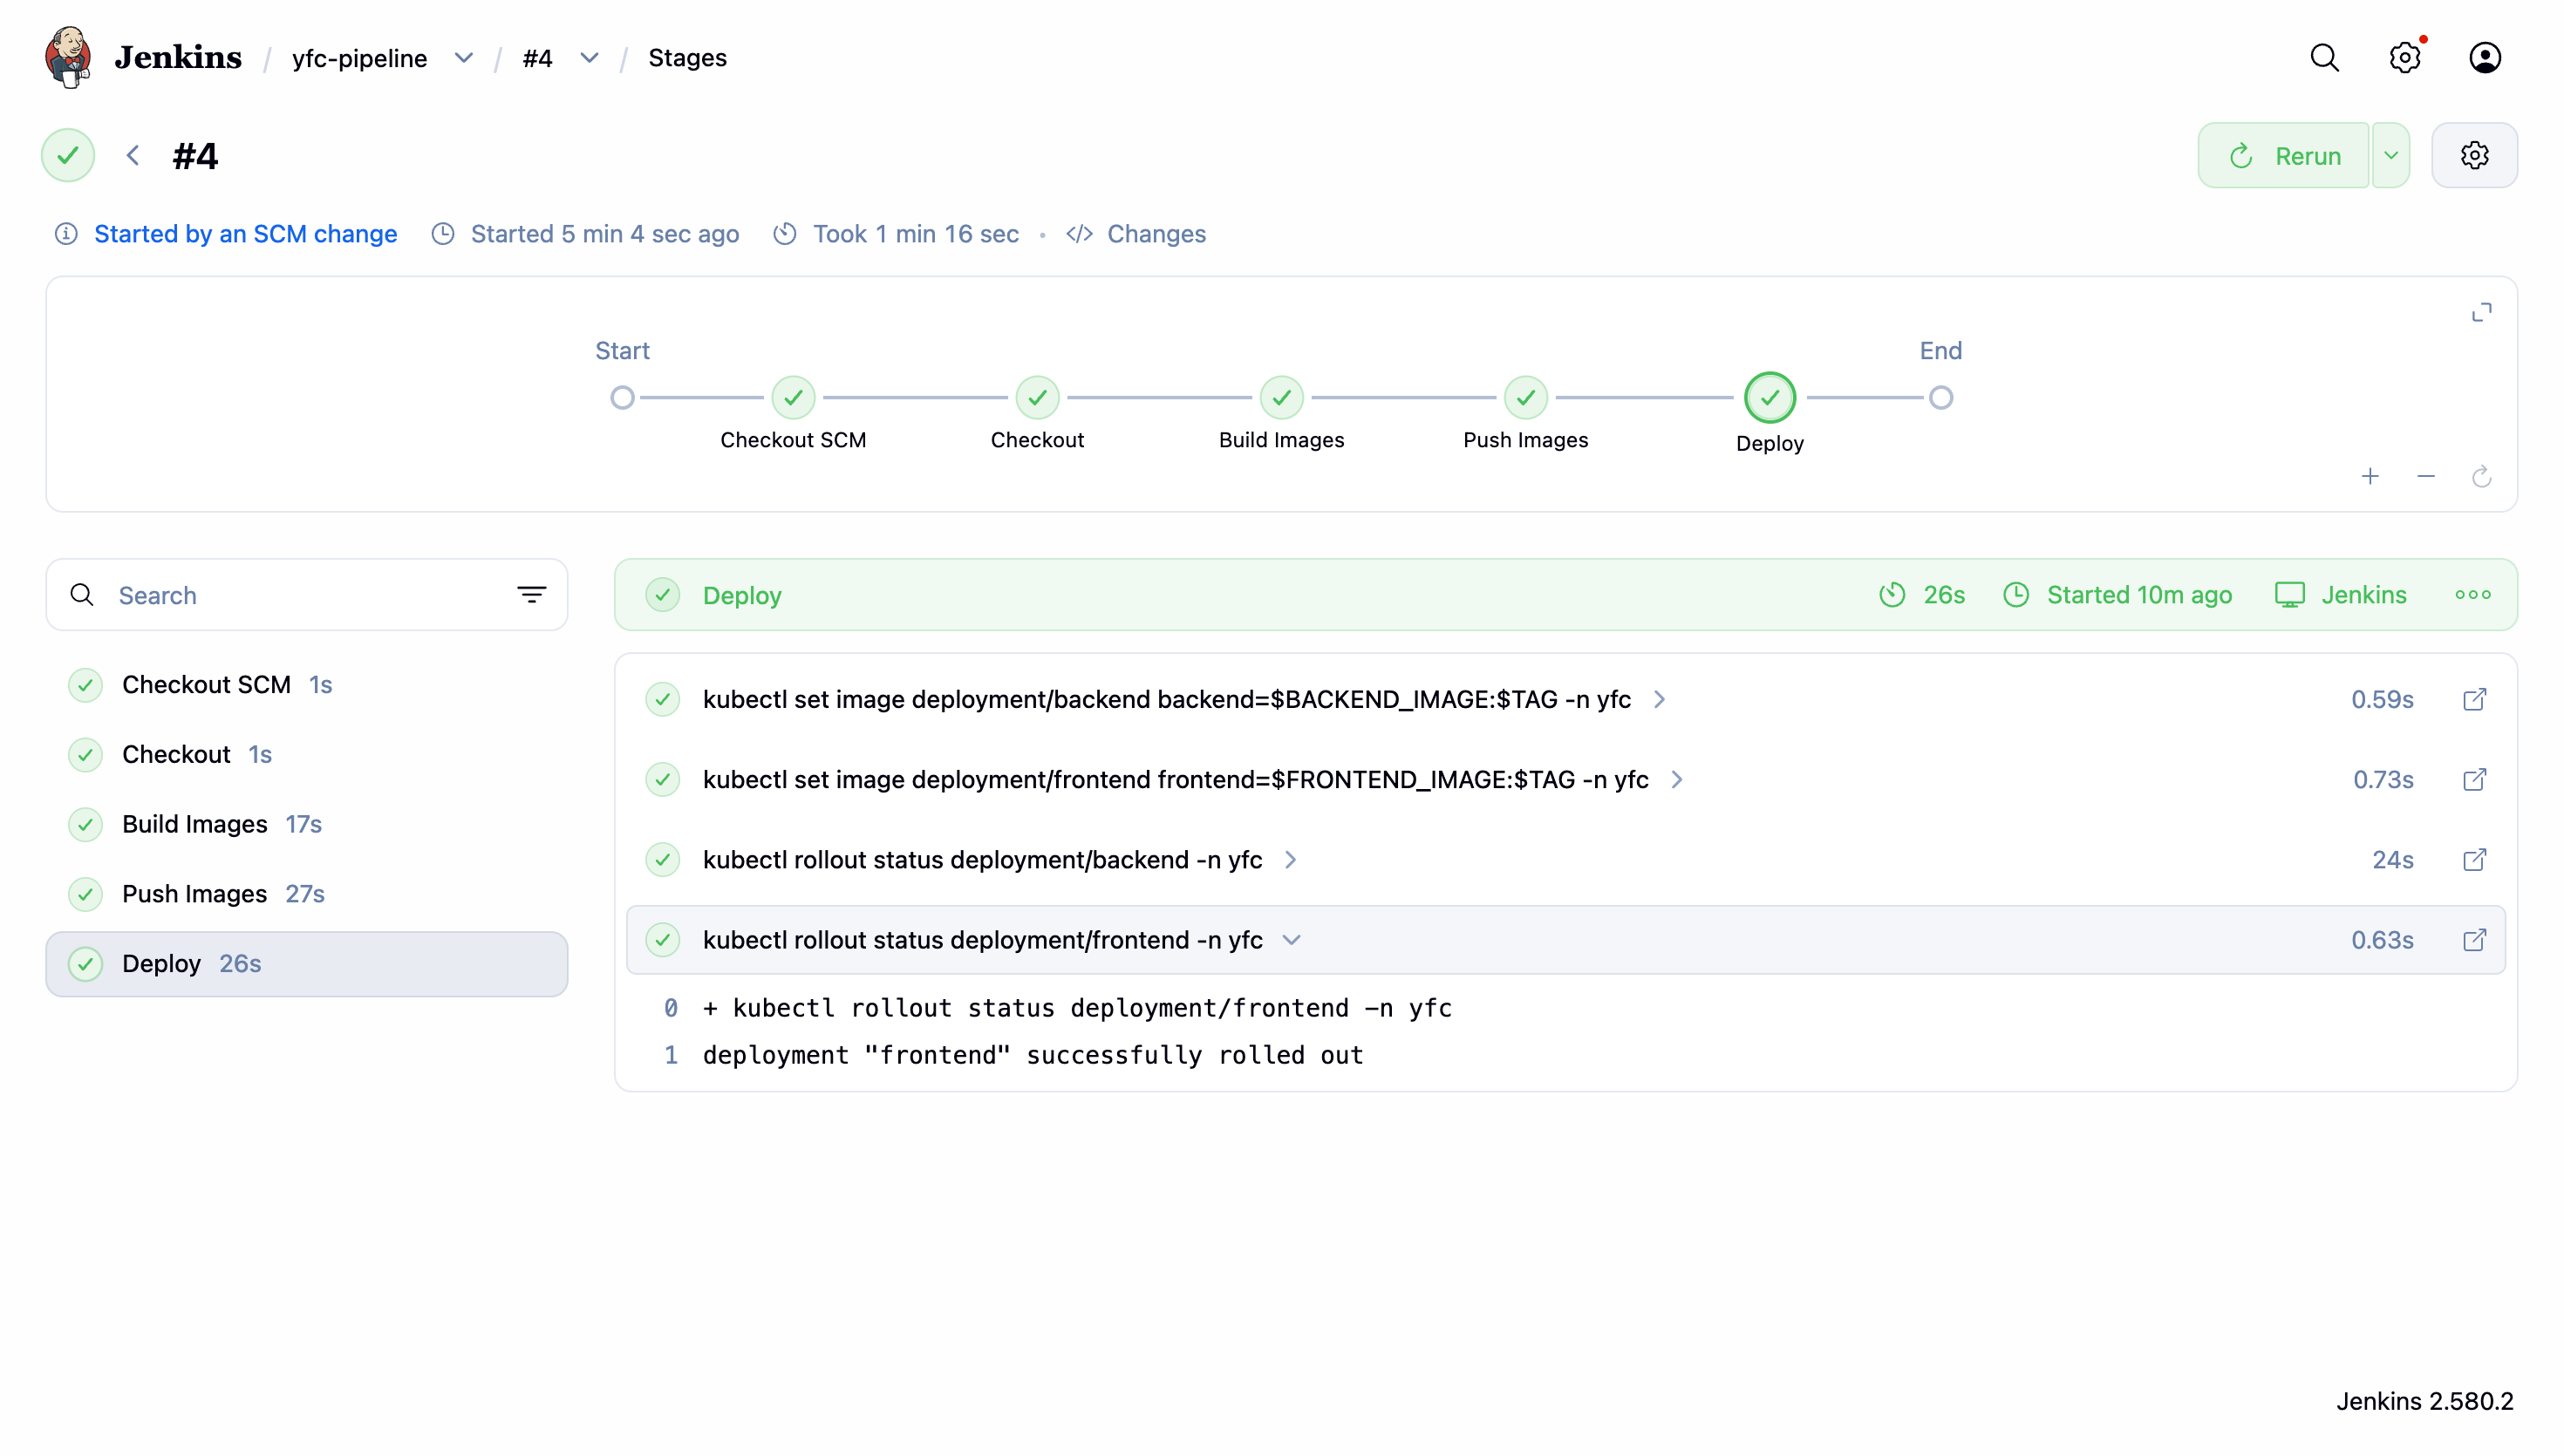 Jenkins / yfc-pipeline / #4 / Stages
#4
Rerun
Started by an SCM change Started 5 min 4 sec ago Took 1 min 16 sec Changes
Start End
Checkout SCM Checkout Build Images Push Images Deploy
Search
Checkout SCM 1s
Checkout 1s
Build Images 17s
Push Images 27s
Deploy 26s
Deploy 26s Started 10m ago Jenkins
kubectl set image deployment/backend backend=$BACKEND_IMAGE:$TAG -n yfc 0.59s
kubectl set image deployment/frontend frontend=$FRONTEND_IMAGE:$TAG -n yfc 0.73s
kubectl rollout status deployment/backend -n yfc 24s
kubectl rollout status deployment/frontend -n yfc 0.63s
0 + kubectl rollout status deployment/frontend -n yfc
1 deployment "frontend" successfully rolled out
Jenkins 2.580.2